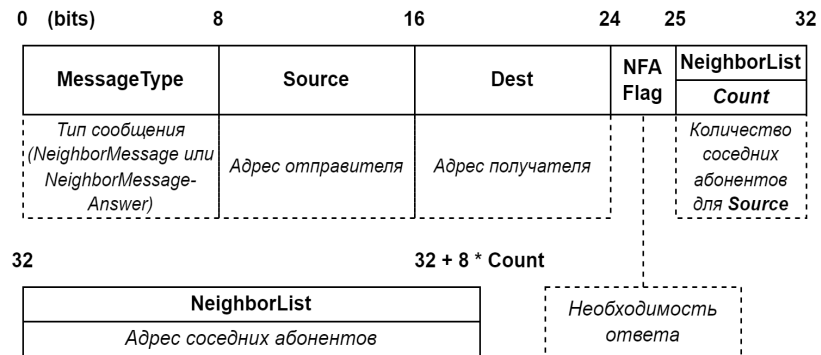 0 (bits) 8 16 24 25 32
MessageType Source Dest NFA Flag NeighborList
Count
Тип сообщения
(NeighborMessage или
NeighborMessage-
Answer)
Адрес отправителя
Адрес получателя
Количество
соседних
абонентов
для Source
32 32 + 8 * Count
NeighborList
Адрес соседних абонентов
Необходимость
ответа